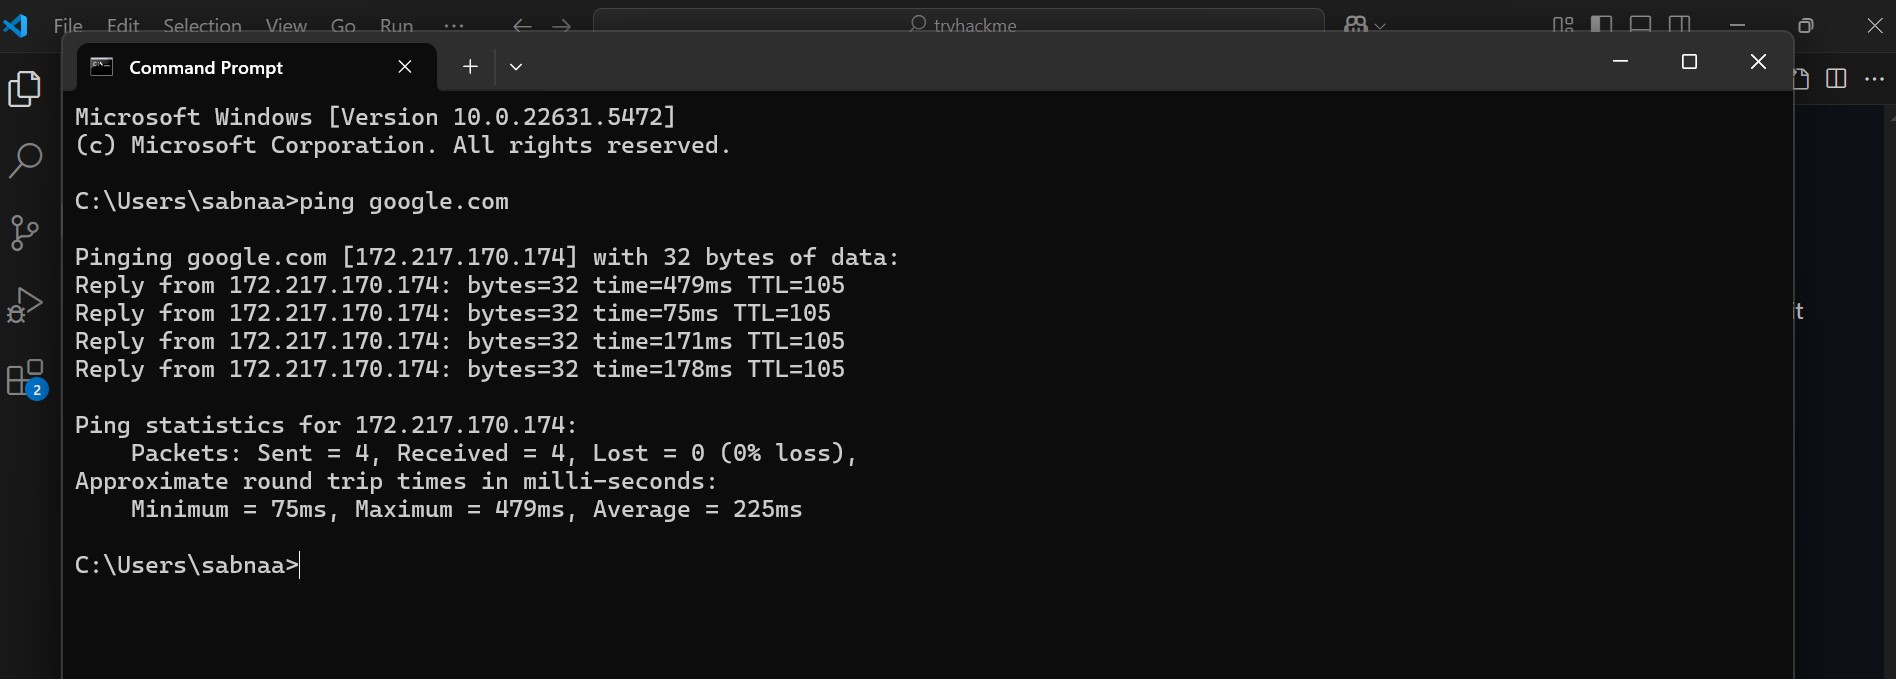 File Edit Selection View Go Run ...
tryhackme
Command Prompt
Microsoft Windows [Version 10.0.22631.5472]
(c) Microsoft Corporation. All rights reserved.
C:\Users\sabnaa>ping google.com
Pinging google.com [172.217.170.174] with 32 bytes of data:
Reply from 172.217.170.174: bytes=32 time=479ms TTL=105
Reply from 172.217.170.174: bytes=32 time=75ms TTL=105
Reply from 172.217.170.174: bytes=32 time=171ms TTL=105
Reply from 172.217.170.174: bytes=32 time=178ms TTL=105
Ping statistics for 172.217.170.174:
Packets: Sent = 4, Received = 4, Lost = 0 (0% loss),
Approximate round trip times in milli-seconds:
Minimum = 75ms, Maximum = 479ms, Average = 225ms
C:\Users\sabnaa>
2